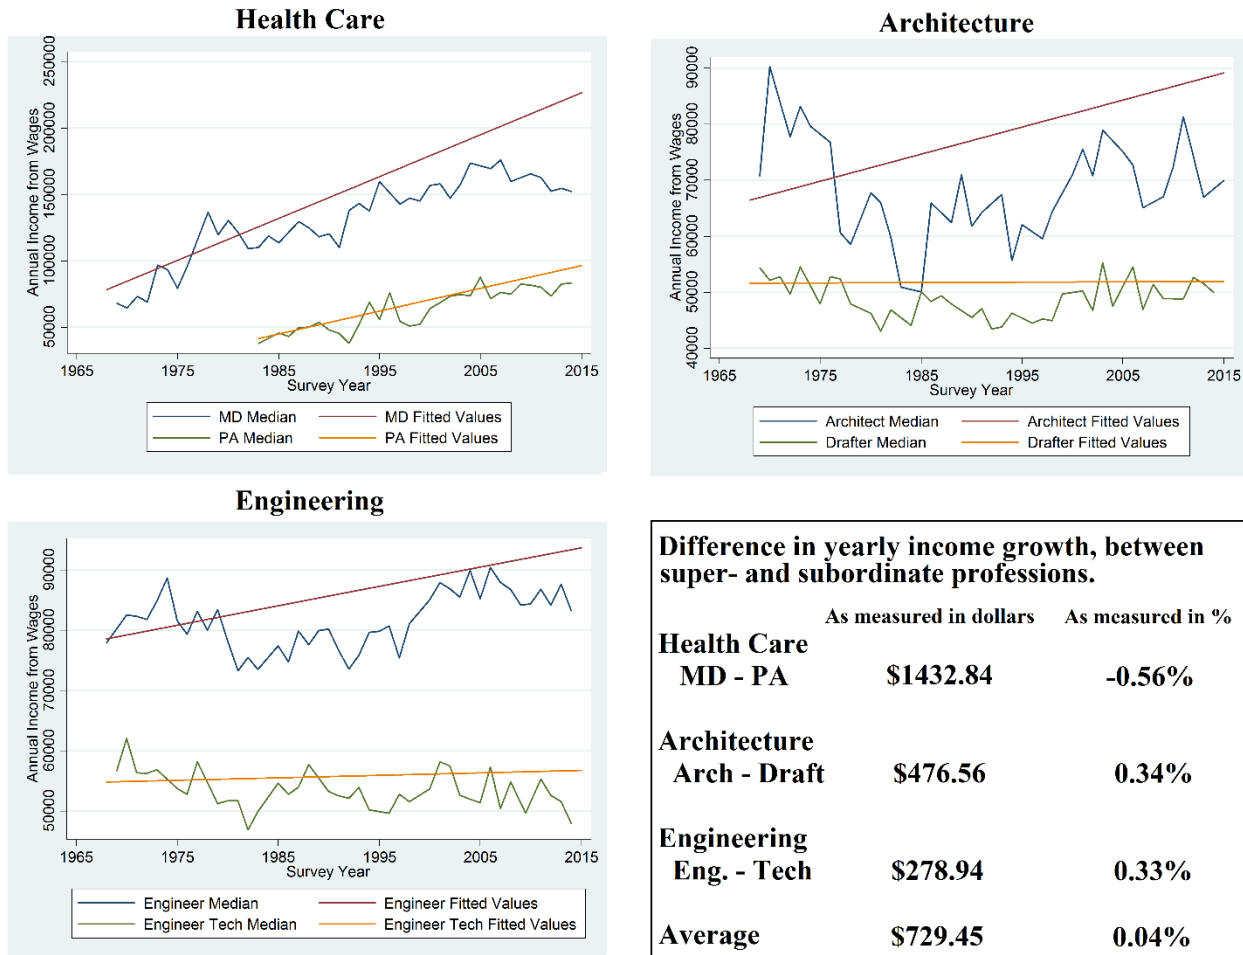 Health Care
Annual Income from Wages
250000
200000
150000
100000
50000
1965 1975 1985 1995 2005 2015
Survey Year
MD Median MD Fitted Values
PA Median PA Fitted Values
Architecture
Annual Income from Wages
90000
80000
70000
60000
50000
40000
1965 1975 1985 1995 2005 2015
Survey Year
Architect Median Architect Fitted Values
Drafter Median Drafter Fitted Values
Engineering
Annual Income from Wages
90000
80000
70000
60000
50000
1965 1975 1985 1995 2005 2015
Survey Year
Engineer Median Engineer Fitted Values
Engineer Tech Median Engineer Tech Fitted Values
Difference in yearly income growth, between
super- and subordinate professions.
As measured in dollars As measured in %
Health Care
MD - PA $1432.84 -0.56%
Architecture
Arch - Draft $476.56 0.34%
Engineering
Eng. - Tech $278.94 0.33%
Average $729.45 0.04%